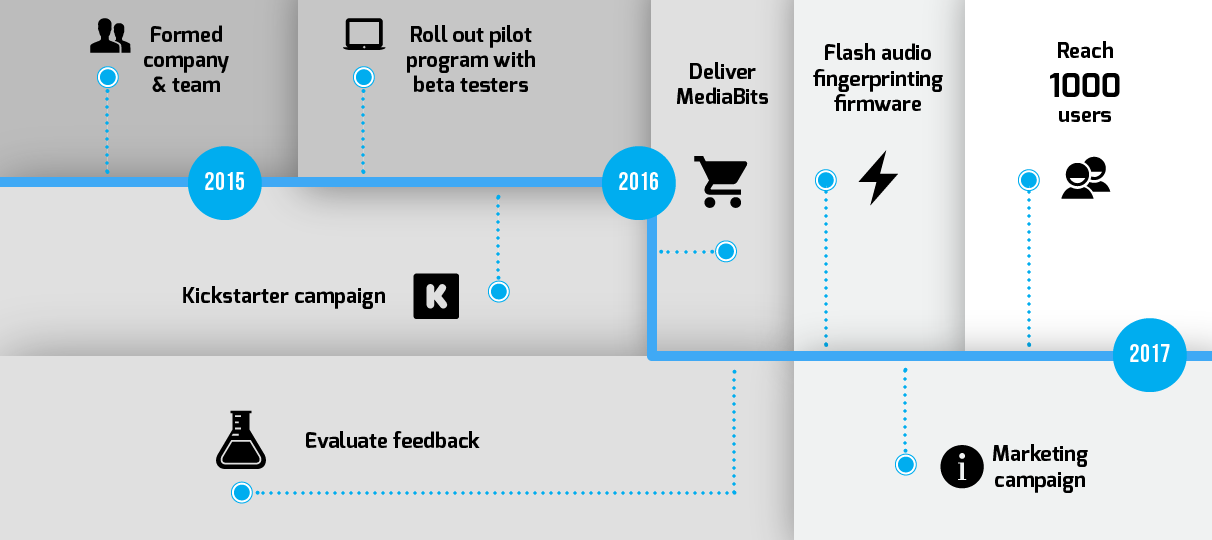 Formed
company
& team
Roll out pilot
program with
beta testers
Deliver
MediaBits
Flash audio
fingerprinting
firmware
Reach
1000
users
2015
2016
Kickstarter campaign
K
2017
Evaluate feedback
i
Marketing
campaign